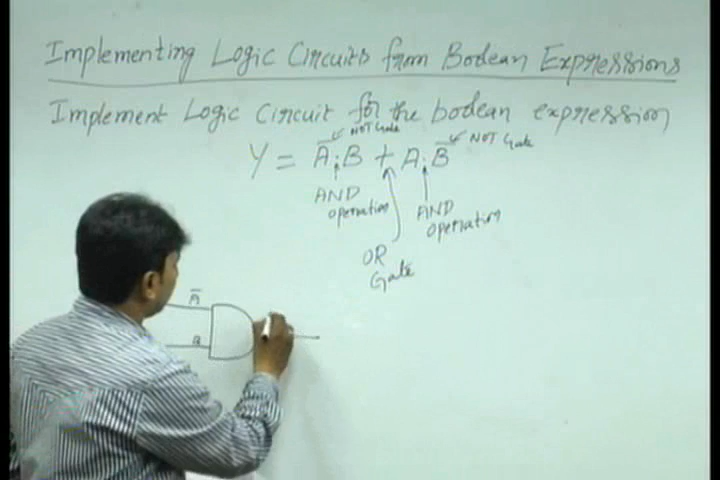 Implementing Logic Circuits from Boolean Expressions
Implement Logic Circuit for the boolean expression
NOT Gate
NOT Gate
Y = A̅.B + A.B̅
AND operation
AND operation
OR Gate
A̅
B